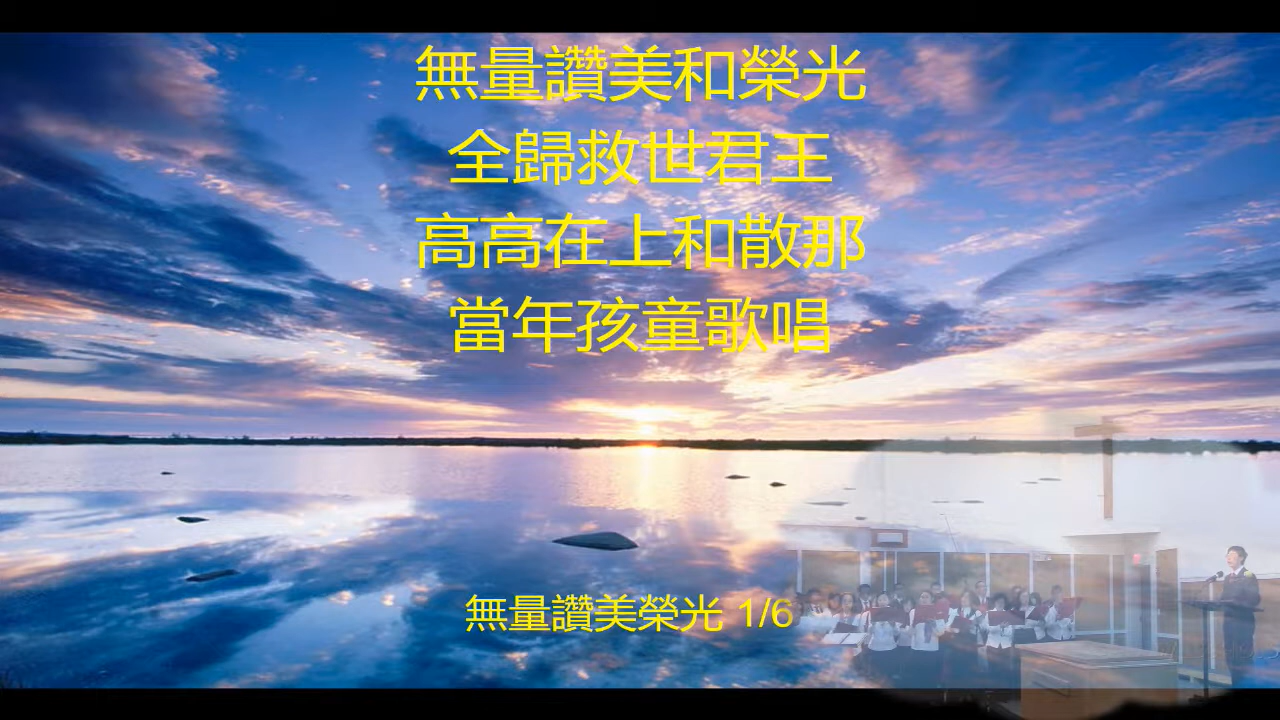 無量讚美和榮光
全歸救世君王
高高在上和散那
當年孩童歌唱
無量讚美榮光 1/6